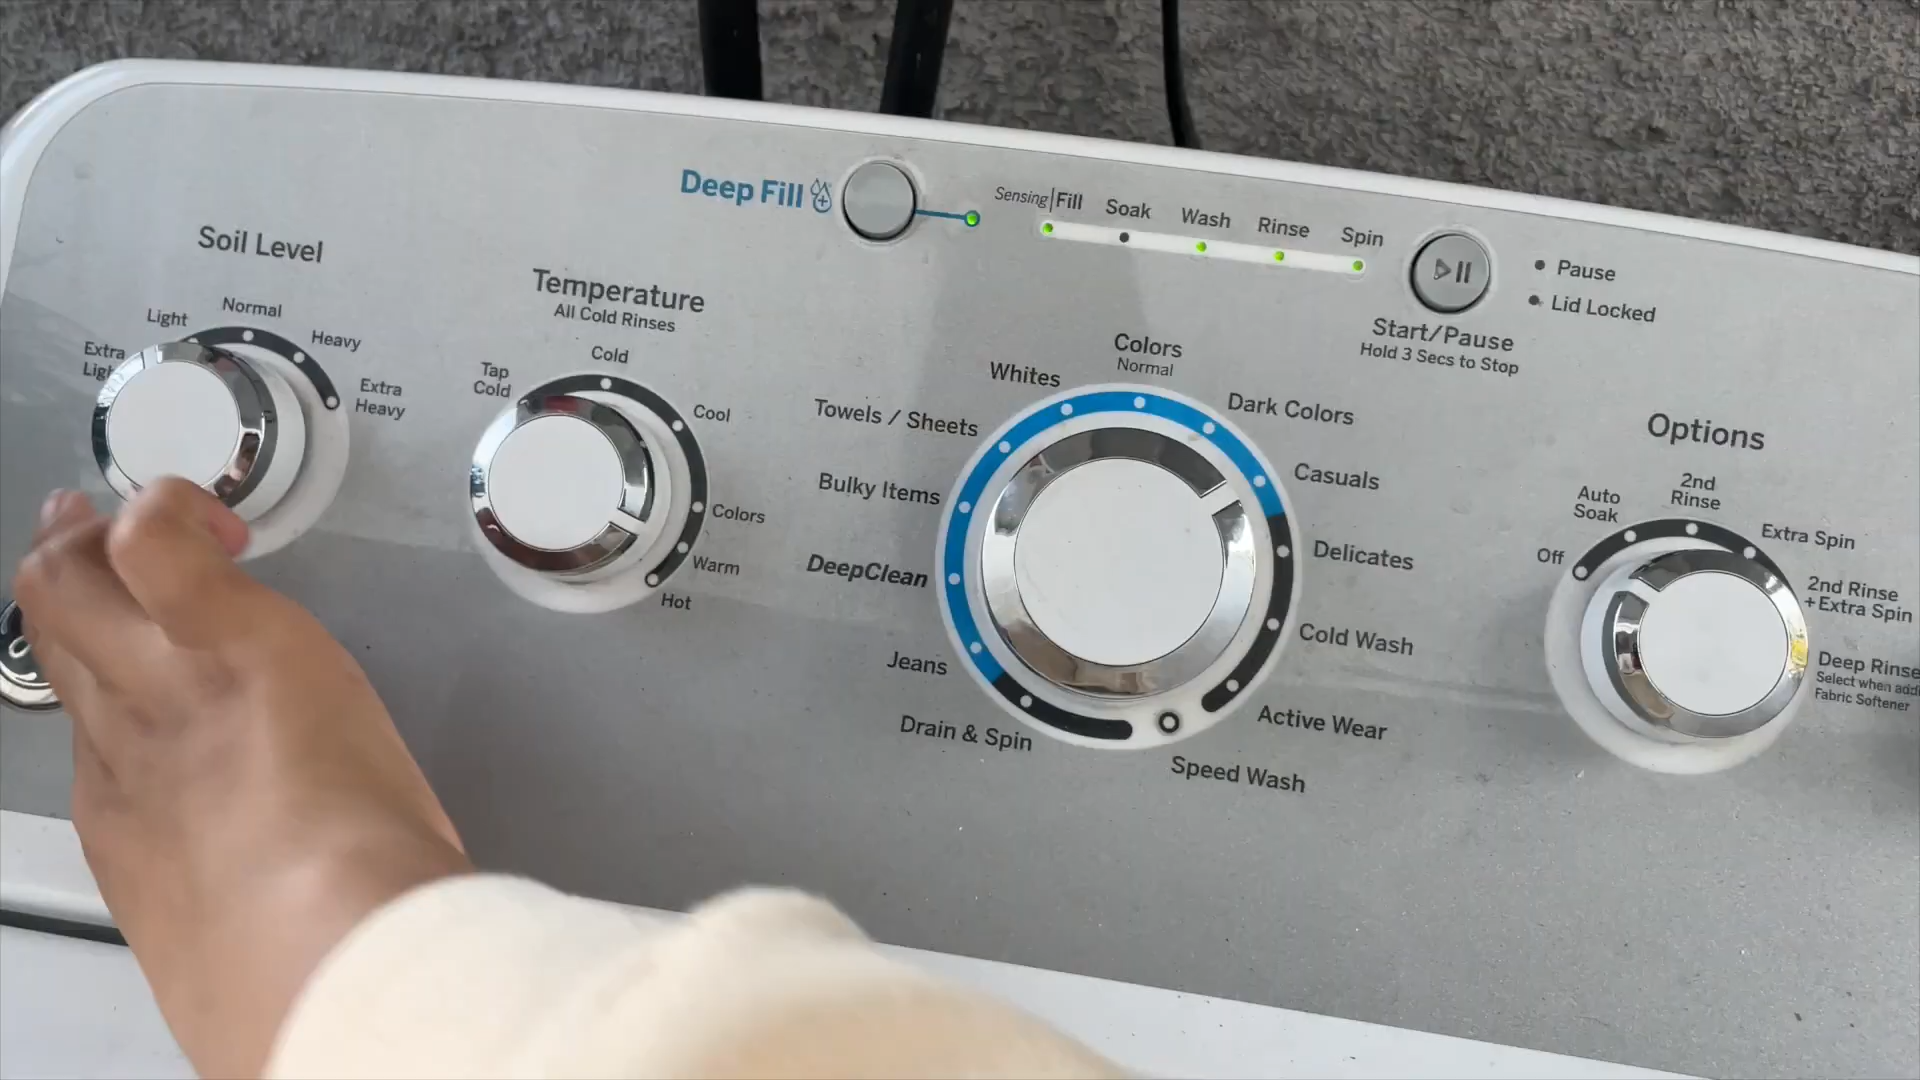 Deep Fill
Sensing|Fill
Soak
Wash
Rinse
Spin
Start/Pause
Hold 3 Secs to Stop
Pause
Lid Locked
Soil Level
Extra
Light
Normal
Heavy
Extra
Heavy
Temperature
All Cold Rinses
Tap
Cold
Cold
Cool
Colors
Warm
Hot
Colors
Normal
Whites
Towels / Sheets
Bulky Items
DeepClean
Jeans
Drain & Spin
Dark Colors
Casuals
Delicates
Cold Wash
Active Wear
Speed Wash
Options
Off
Auto
Soak
2nd
Rinse
Extra Spin
2nd Rinse
+Extra Spin
Deep Rinse
Select when
Fabric Softener